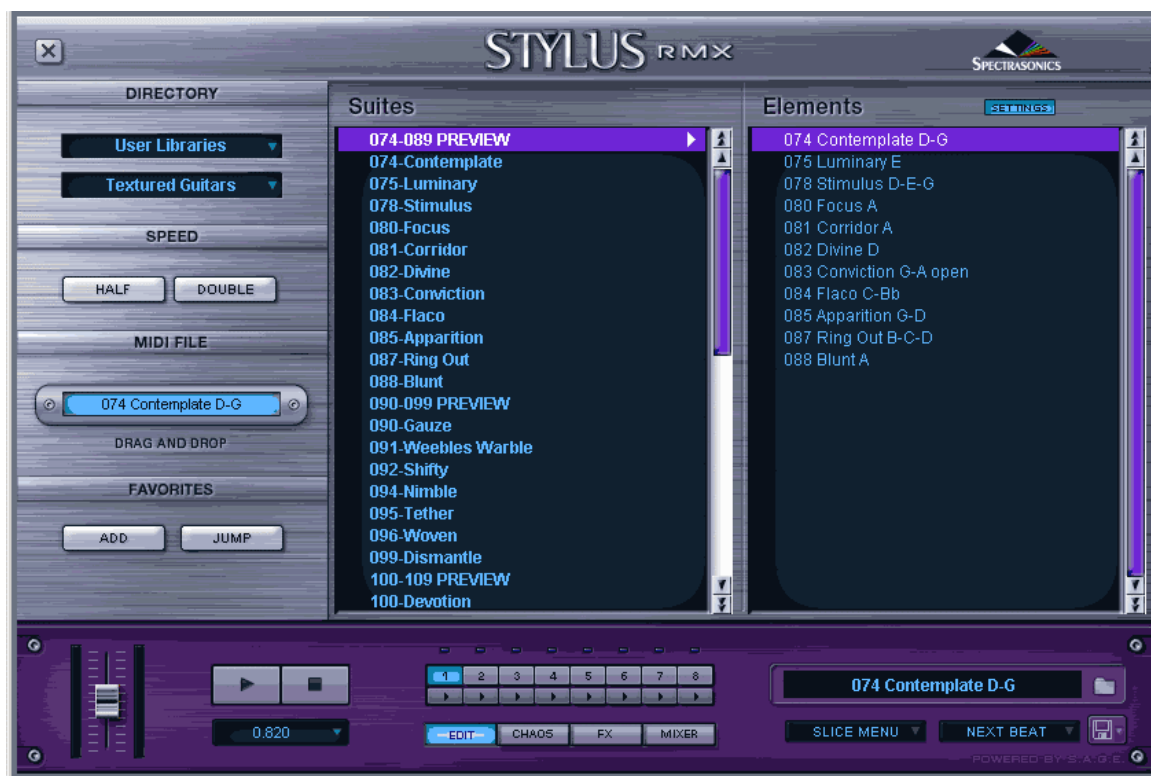 STYLUS RMX
SPECTRASONICS
DIRECTORY
User Libraries
Textured Guitars
SPEED
HALF
DOUBLE
MIDI FILE
074 Contemplate D-G
DRAG AND DROP
FAVORITES
ADD
JUMP
Suites
074-089 PREVIEW
074-Contemplate
075-Luminary
078-Stimulus
080-Focus
081-Corridor
082-Divine
083-Conviction
084-Flaco
085-Apparition
087-Ring Out
088-Blunt
090-099 PREVIEW
090-Gauze
091-Weebles Warble
092-Shifty
094-Nimble
095-Tether
096-Woven
099-Dismantle
100-109 PREVIEW
100-Devotion
Elements
SETTINGS
074 Contemplate D-G
075 Luminary E
078 Stimulus D-E-G
080 Focus A
081 Corridor A
082 Divine D
083 Conviction G-A open
084 Flaco C-Bb
085 Apparition G-D
087 Ring Out B-C-D
088 Blunt A
0.820
1 2 3 4 5 6 7 8
EDIT CHAOS FX MIXER
074 Contemplate D-G
SLICE MENU
NEXT BEAT
POWERED BY S.A.G.E.